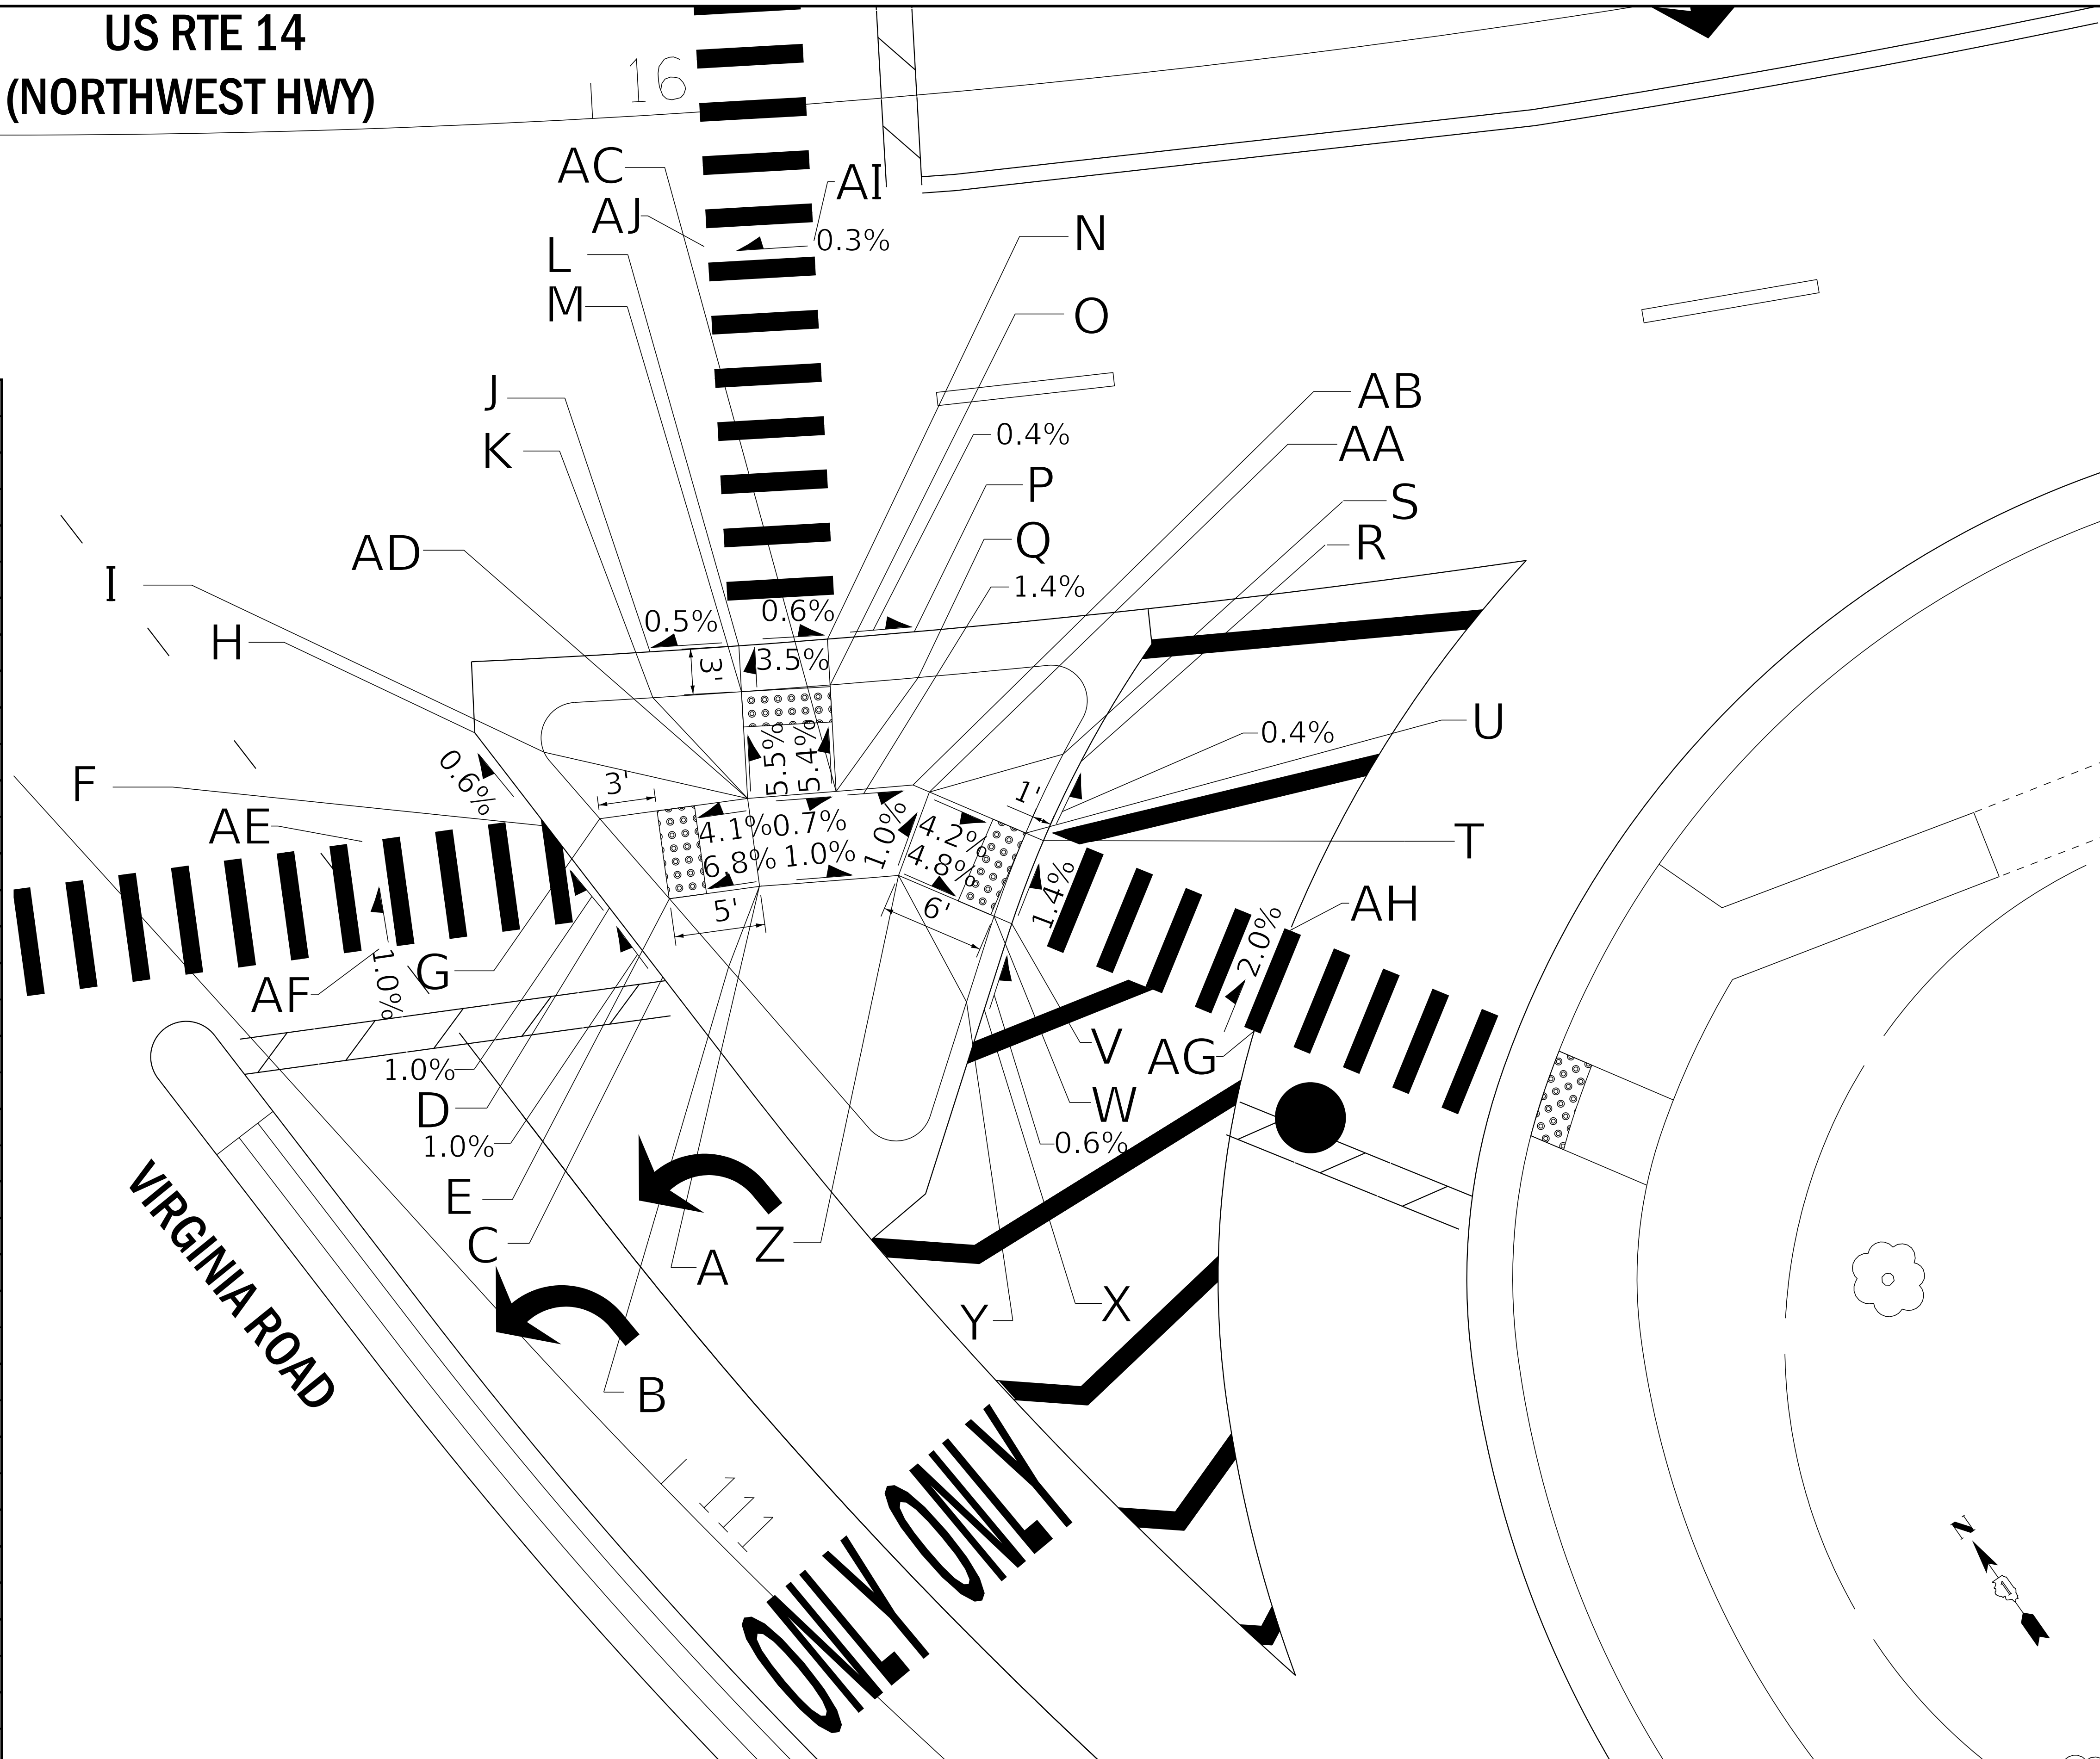 US RTE 14
(NORTHWEST HWY)
16
AC
AI
AJ
0.3%
N
L
M
O
J
AB
0.4%
K
AA
P
S
Q
R
AD
I
1.4%
0.6%
0.5%
H
3.5%
3'
U
0.4%
5.5%
5.4%
0.6%
F
3'
1'
AE
4.1%
0.7%
1.0%
4.2%
T
6.8%
1.0%
4.8%
5'
6'
1.4%
AH
2.0%
G
AF
1.0%
V
AG
1.0%
D
W
1.0%
0.6%
E
C
Z
A
Y
X
B
VIRGINIA ROAD
111
ONLY
ONLY
N